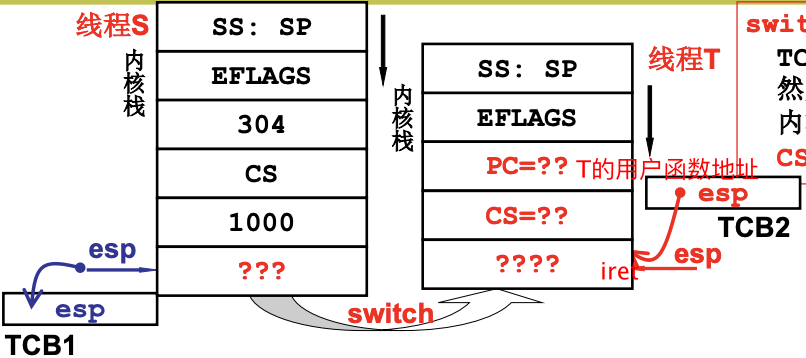 线程S
内核栈
SS: SP
EFLAGS
304
CS
1000
???
esp
esp
TCB1
switch
内核栈
SS: SP
EFLAGS
PC=??
T的用户函数地址
CS=??
????
iret
线程T
esp
TCB2
esp
swit
TC
然
内
CS